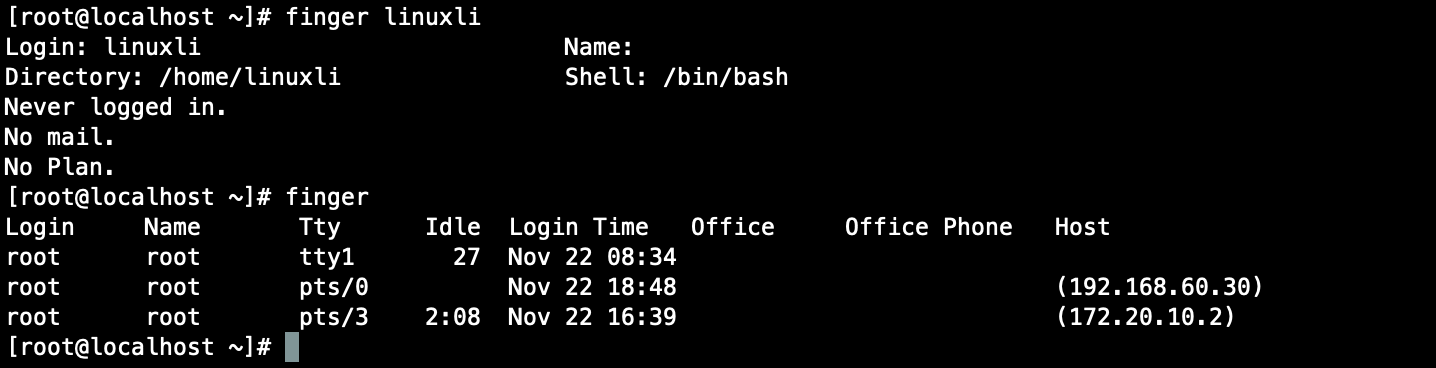 [root@localhost ~]# finger linuxli
Login: linuxli                          Name:
Directory: /home/linuxli                Shell: /bin/bash
Never logged in.
No mail.
No Plan.
[root@localhost ~]# finger
Login     Name       Tty      Idle  Login Time   Office     Office Phone   Host
root      root       tty1       27  Nov 22 08:34
root      root       pts/0          Nov 22 18:48                           (192.168.60.30)
root      root       pts/3    2:08  Nov 22 16:39                           (172.20.10.2)
[root@localhost ~]#